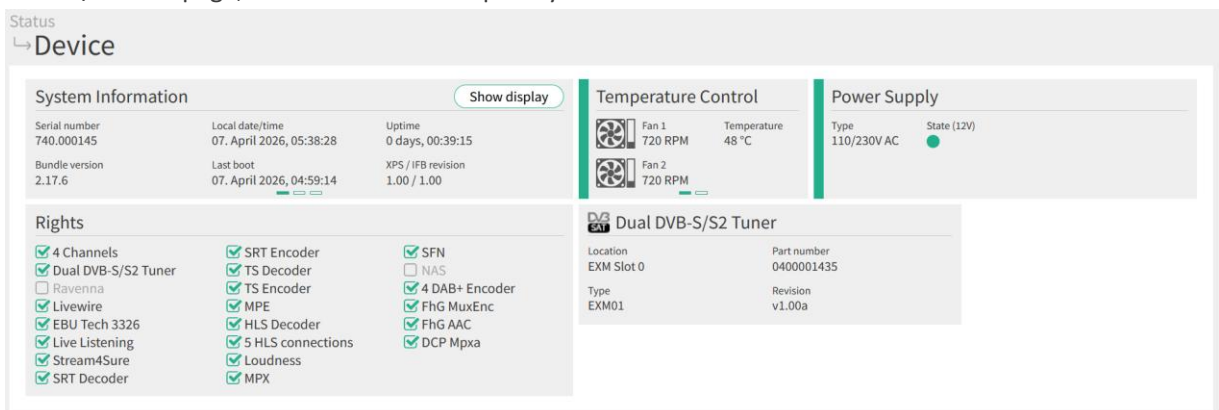 Status
Device
System Information
Show display
Serial number
740.000145
Local date/time
07. April 2026, 05:38:28
Uptime
0 days, 00:39:15
Bundle version
2.17.6
Last boot
07. April 2026, 04:59:14
XPS / IFB revision
1.00 / 1.00
Temperature Control
Fan 1
720 RPM
Temperature
48 °C
Fan 2
720 RPM
Power Supply
Type
110/230V AC
State (12V)
Rights
4 Channels
Dual DVB-S/S2 Tuner
Ravenna
Livewire
EBU Tech 3326
Live Listening
Stream4Sure
SRT Decoder
SRT Encoder
TS Decoder
TS Encoder
MPE
HLS Decoder
5 HLS connections
Loudness
MPX
SFN
NAS
4 DAB+ Encoder
FhG MuxEnc
FhG AAC
DCP Mpxa
DVB SAT
Dual DVB-S/S2 Tuner
Location
EXM Slot 0
Part number
0400001435
Type
EXM01
Revision
v1.00a